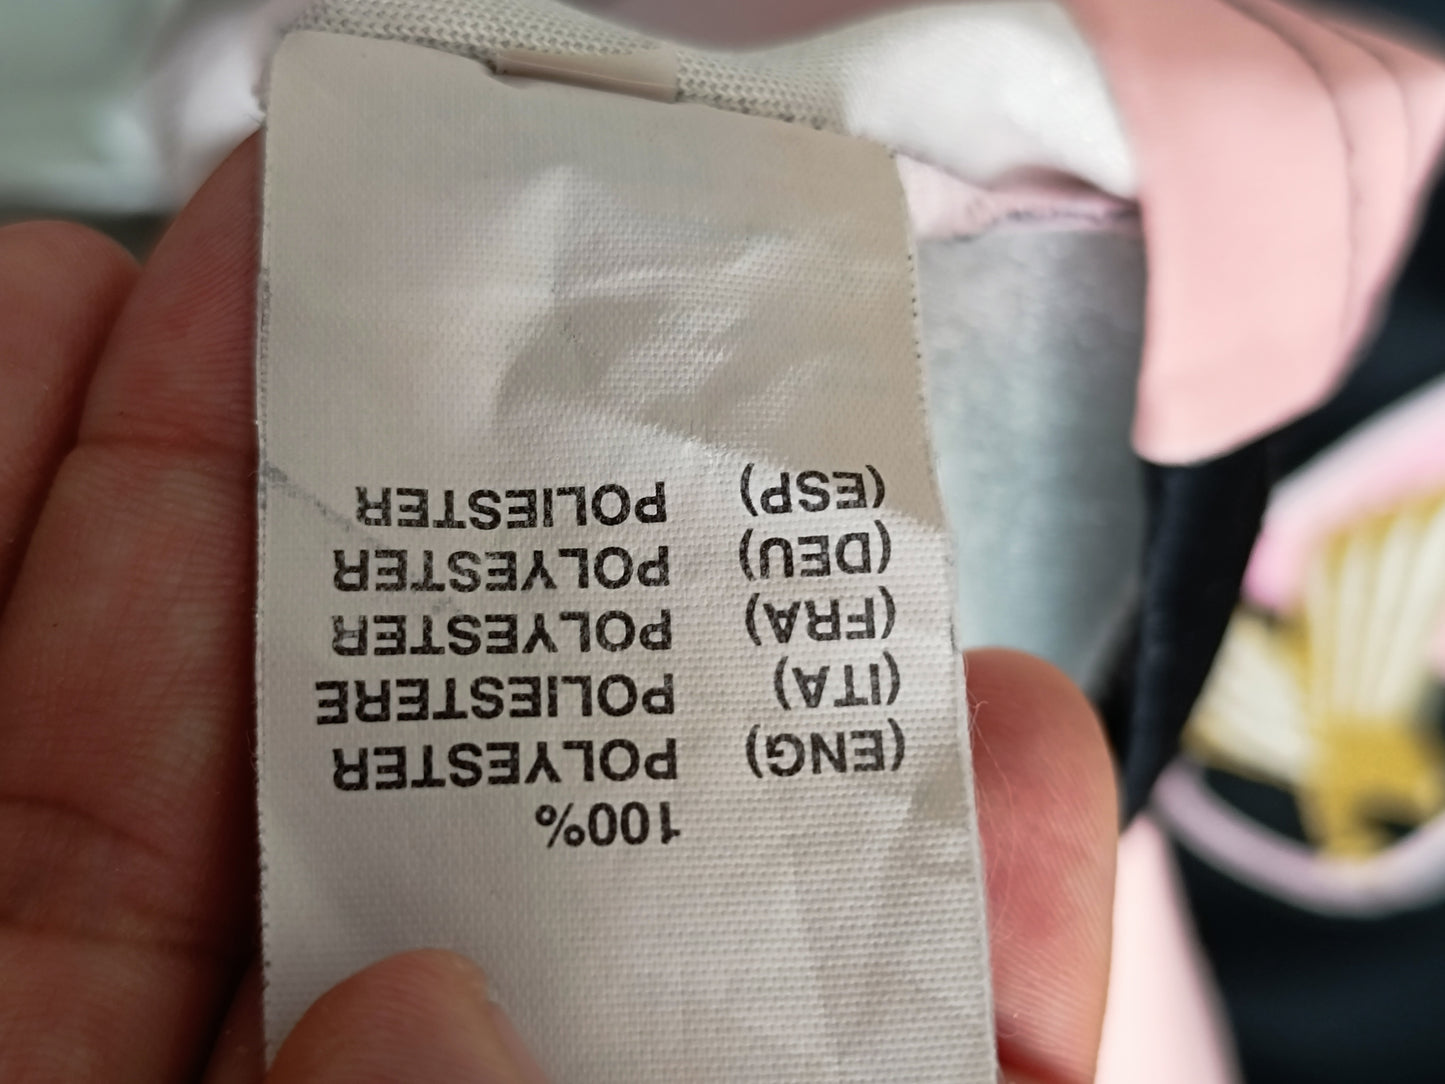 100%
(ENG) POLYESTER
(ITA) POLIESTERE
(FRA) POLYESTER
(DEU) POLYESTER
(ESP) POLIESTER